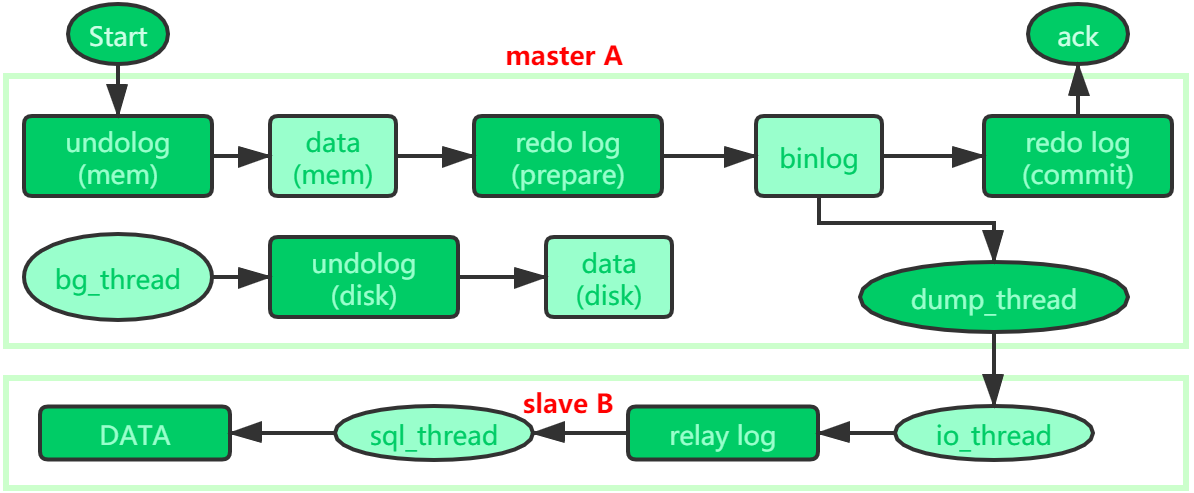 Start
ack
master A
undolog
(mem)
data
(mem)
redo log
(prepare)
binlog
redo log
(commit)
bg_thread
undolog
(disk)
data
(disk)
dump_thread
slave B
DATA
sql_thread
relay log
io_thread